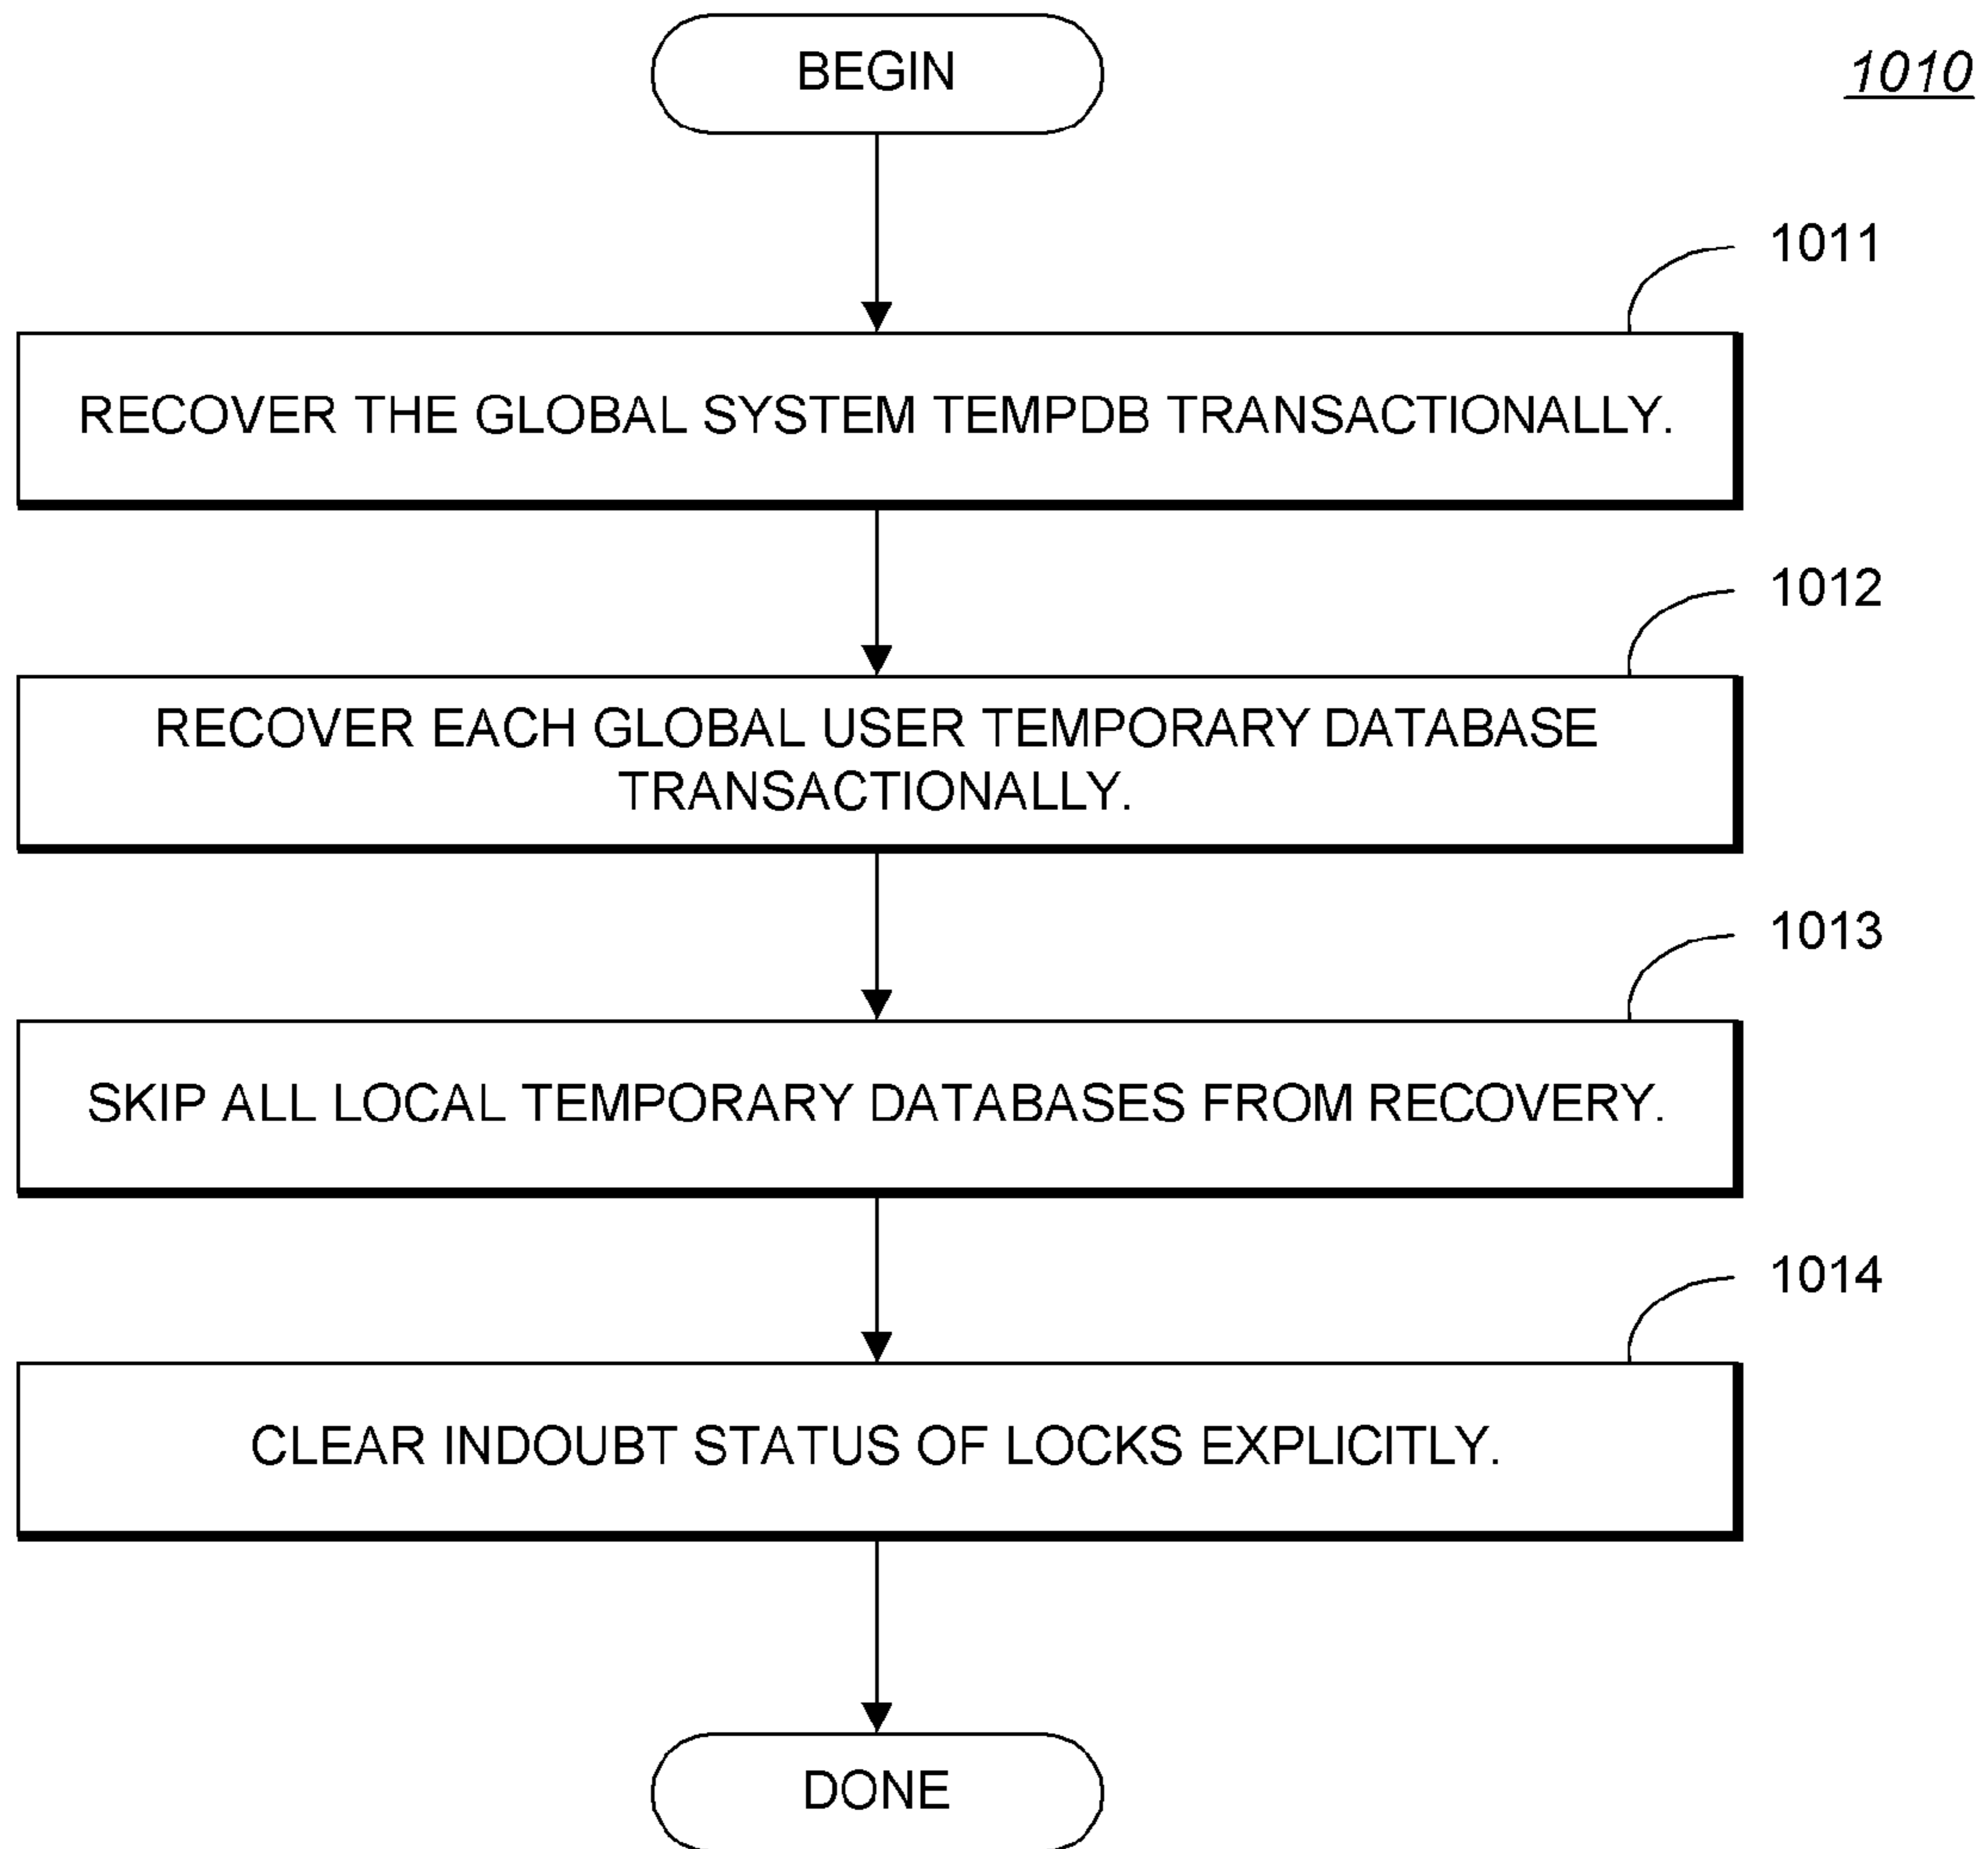 BEGIN
1010
1011
RECOVER THE GLOBAL SYSTEM TEMPDB TRANSACTIONALLY.
1012
RECOVER EACH GLOBAL USER TEMPORARY DATABASE
TRANSACTIONALLY.
1013
SKIP ALL LOCAL TEMPORARY DATABASES FROM RECOVERY.
1014
CLEAR INDOUBT STATUS OF LOCKS EXPLICITLY.
DONE